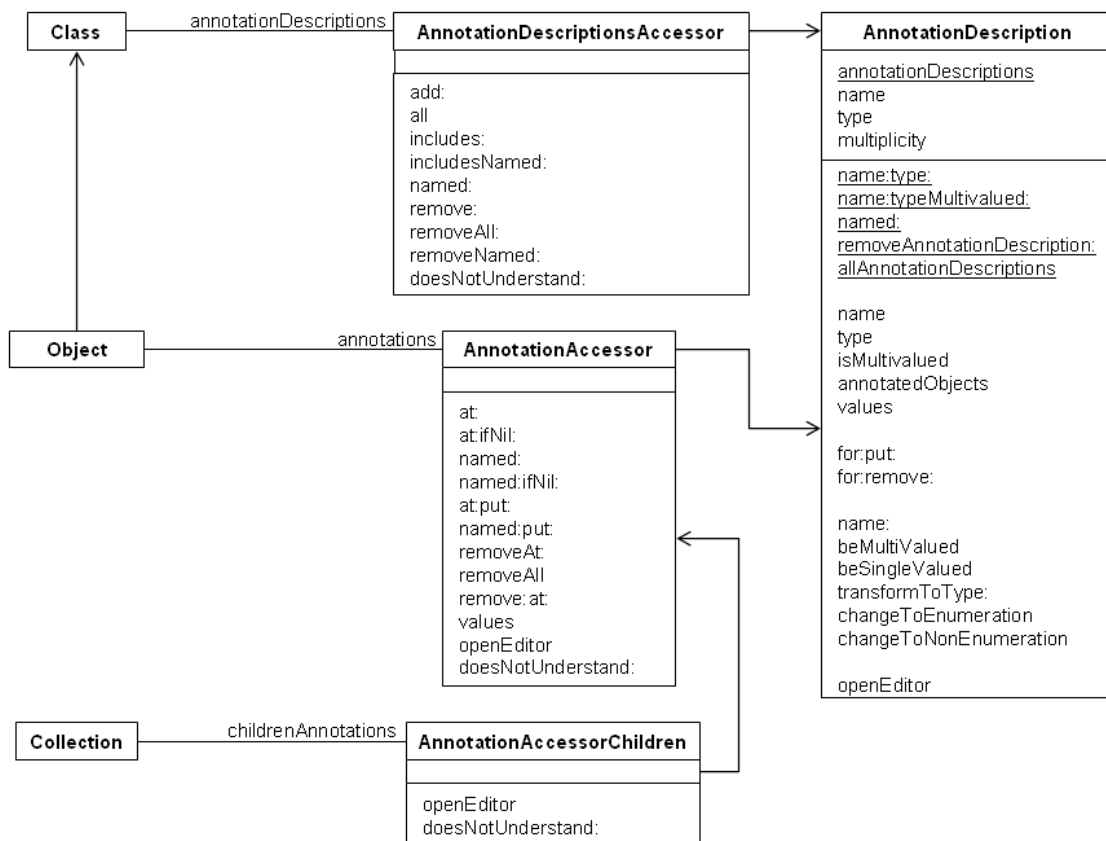 Class
annotationDescriptions
AnnotationDescriptionsAccessor
add:
all
includes:
includesNamed:
named:
remove:
removeAll:
removeNamed:
doesNotUnderstand:
AnnotationDescription
annotationDescriptions
name
type
multiplicity
name:type:
name:typeMultivalued:
named:
removeAnnotationDescription:
allAnnotationDescriptions
name
type
isMultivalued
annotatedObjects
values
for:put:
for:remove:
name:
beMultiValued
beSingleValued
transformToType:
changeToEnumeration
changeToNonEnumeration
openEditor
Object
annotations
AnnotationAccessor
at:
at:ifNil:
named:
named:ifNil:
at:put:
named:put:
removeAt:
removeAll
remove:at:
values
openEditor
doesNotUnderstand:
Collection
childrenAnnotations
AnnotationAccessorChildren
openEditor
doesNotUnderstand: